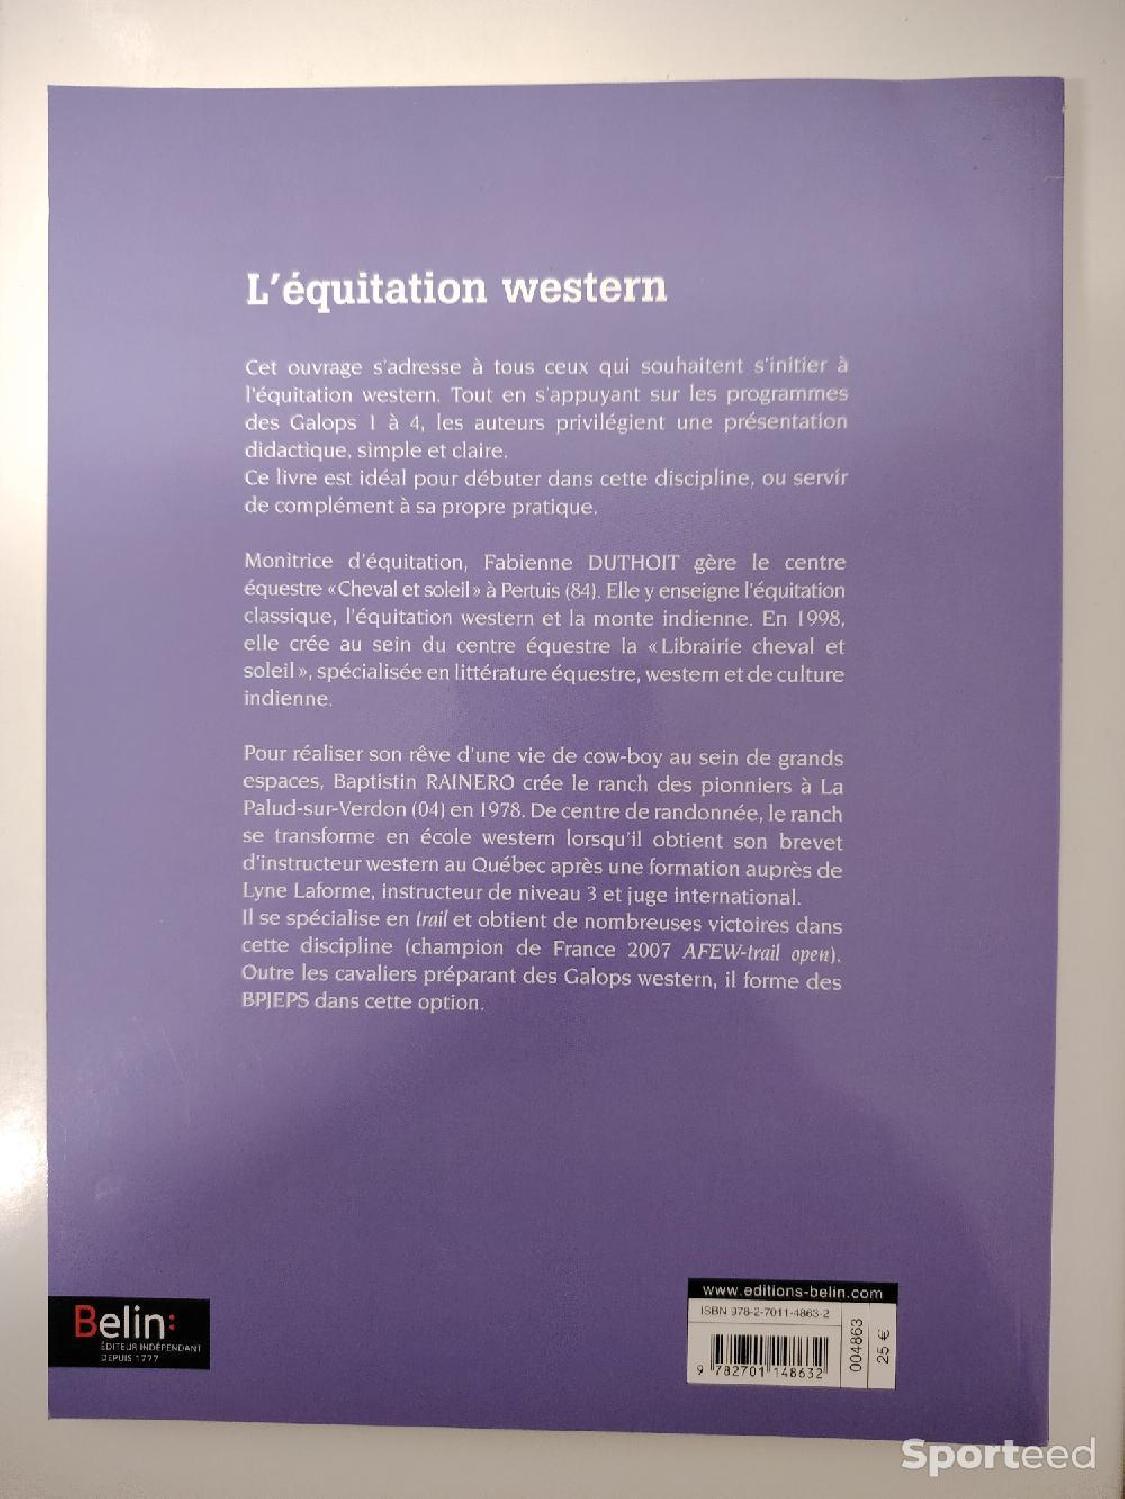 L'équitation western
Cet ouvrage s'adresse à tous ceux qui souhaitent s'initier à
l'équitation western. Tout en s'appuyant sur les programmes
des Galops 1 à 4, les auteurs privilégient une présentation
didactique, simple et claire.
Ce livre est idéal pour débuter dans cette discipline, ou servir
de complément à sa propre pratique.
Monitrice d'équitation, Fabienne DUTHOIT gère le centre
équestre «Cheval et soleil» à Pertuis (84). Elle y enseigne l'équitation
classique, l'équitation western et la monte indienne. En 1998,
elle crée au sein du centre équestre la «Librairie cheval et
soleil», spécialisée en littérature équestre, western et de culture
indienne.
Pour réaliser son rêve d'une vie de cow-boy au sein de grands
espaces, Baptistin RAINERO crée le ranch des pionniers à La
Palud-sur-Verdon (04) en 1978. De centre de randonnée, le ranch
se transforme en école western lorsqu'il obtient son brevet
d'instructeur western au Québec après une formation auprès de
Lyne Laforme, instructeur de niveau 3 et juge international.
Il se spécialise en trail et obtient de nombreuses victoires dans
cette discipline (champion de France 2007 AFEW-trail open).
Outre les cavaliers préparant des Galops western, il forme des
BPJEPS dans cette option.
Belin:
ÉDITEUR INDÉPENDANT
DEPUIS 1777
www.editions-belin.com
ISBN 978-2-7011-4863-2
9 782701 148632
004863
25 €
Sporteed